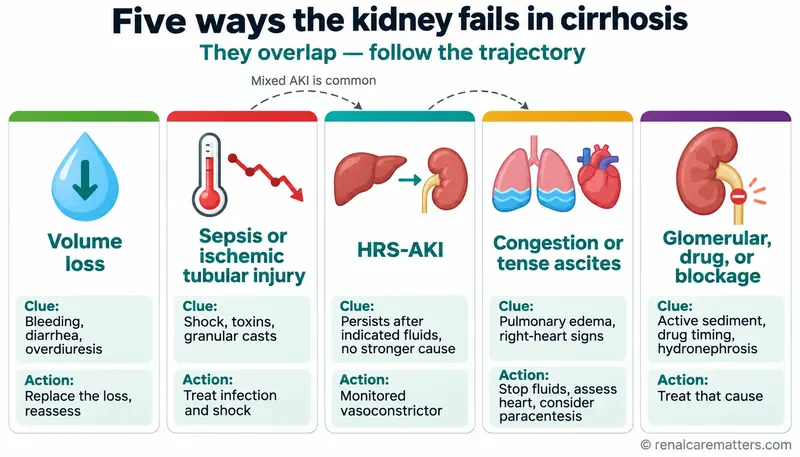 Five ways the kidney fails in cirrhosis
They overlap — follow the trajectory
Mixed AKI is common
Volume
loss
Clue:
Bleeding,
diarrhea,
overdiuresis
Action:
Replace the loss,
reassess
Sepsis or
ischemic
tubular injury
Clue:
Shock, toxins,
granular casts
Action:
Treat infection
and shock
HRS-AKI
Clue:
Persists after
indicated fluids,
no stronger cause
Action:
Monitored
vasoconstrictor
Congestion or
tense ascites
Clue:
Pulmonary edema,
right-heart signs
Action:
Stop fluids, assess
heart, consider
paracentesis
Glomerular,
drug, or
blockage
Clue:
Active sediment,
drug timing,
hydronephrosis
Action:
Treat that cause
© renalcarematters.com